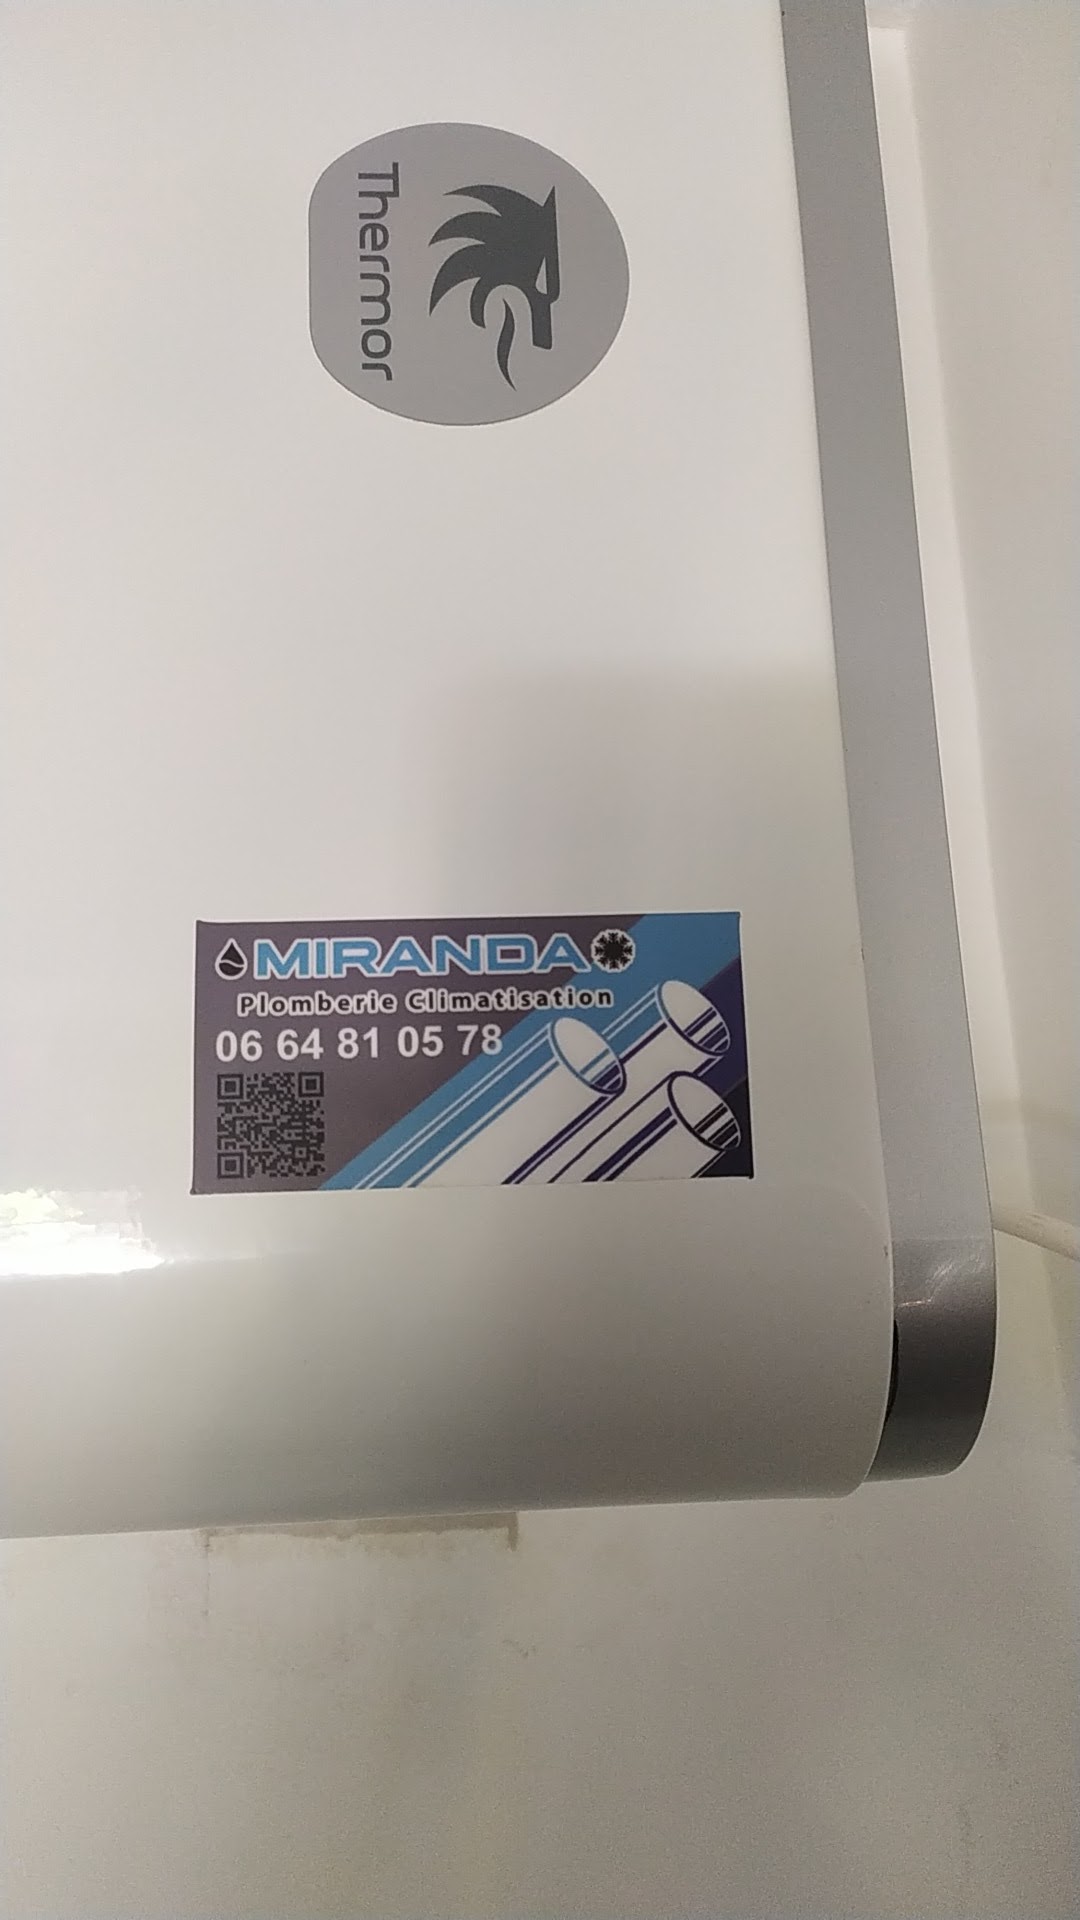 Thermor
MIRANDA
Plomberie Climatisation
06 64 81 05 78